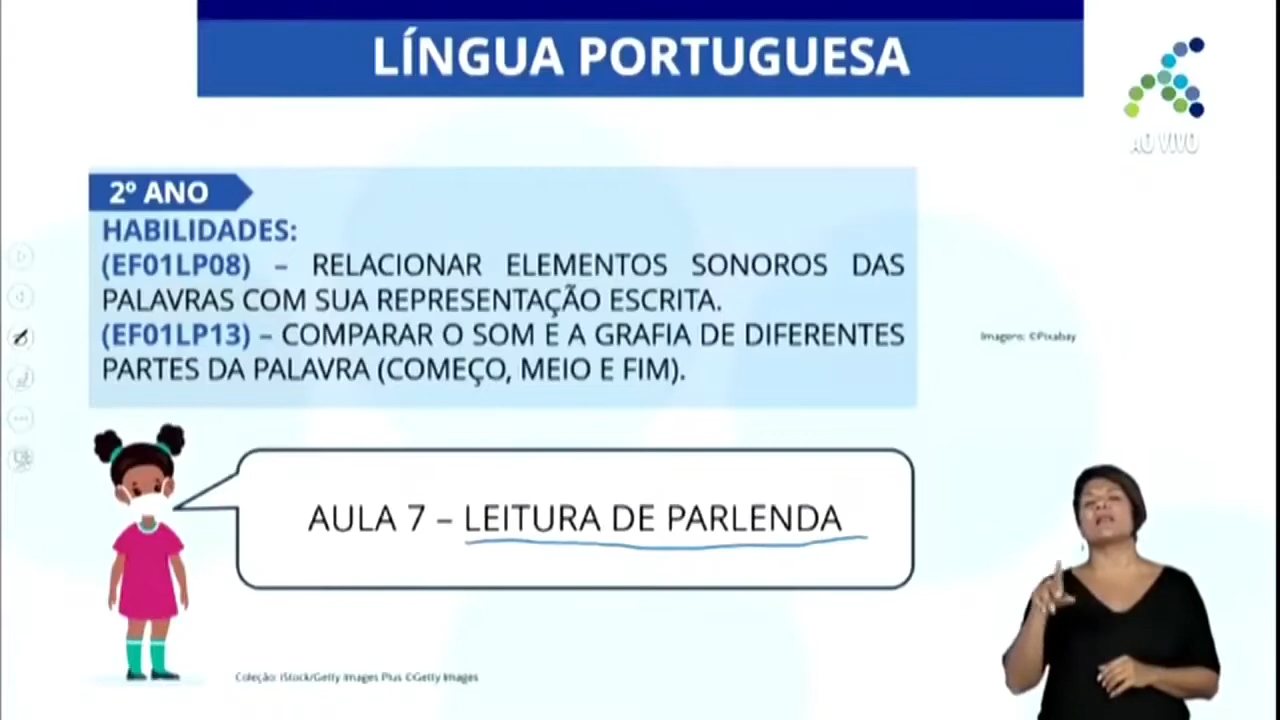 LÍNGUA PORTUGUESA
AO VIVO
2º ANO
HABILIDADES:
(EF01LP08) – RELACIONAR ELEMENTOS SONOROS DAS
PALAVRAS COM SUA REPRESENTAÇÃO ESCRITA.
(EF01LP13) – COMPARAR O SOM E A GRAFIA DE DIFERENTES
PARTES DA PALAVRA (COMEÇO, MEIO E FIM).
Imagens: ©Pixabay
AULA 7 – LEITURA DE PARLENDA
Coleção: iStock/Getty Images Plus ©Getty Images